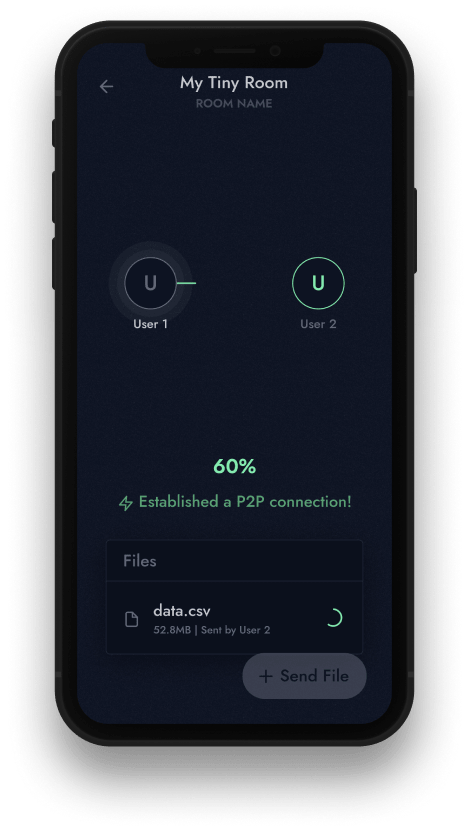 My Tiny Room
ROOM NAME
U
U
User 1
User 2
60%
Established a P2P connection!
Files
data.csv
52.8MB | Sent by User 2
+ Send File